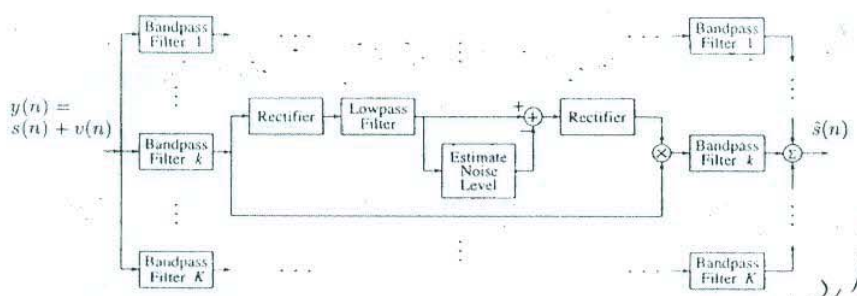 Bandpass
Filter 1
Bandpass
Filter 1
y(n) =
s(n) + v(n)
Rectifier
Lowpass
Filter
+
+
−
Rectifier
ŝ(n)
Bandpass
Filter k
×
Bandpass
Filter k
Σ
Estimate
Noise
Level
Bandpass
Filter K
Bandpass
Filter K